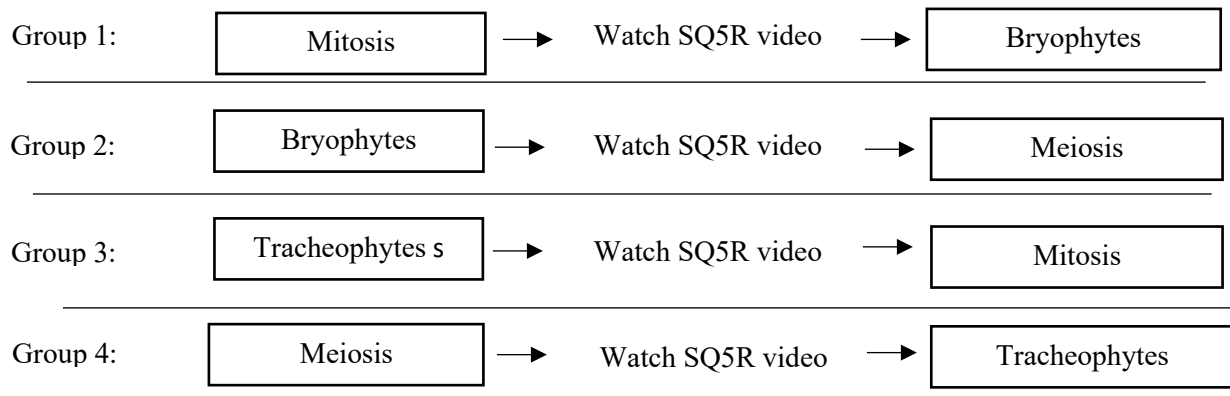 Group 1: Mitosis Watch SQ5R video Bryophytes
Group 2: Bryophytes Watch SQ5R video Meiosis
Group 3: Tracheophytes s Watch SQ5R video Mitosis
Group 4: Meiosis Watch SQ5R video Tracheophytes